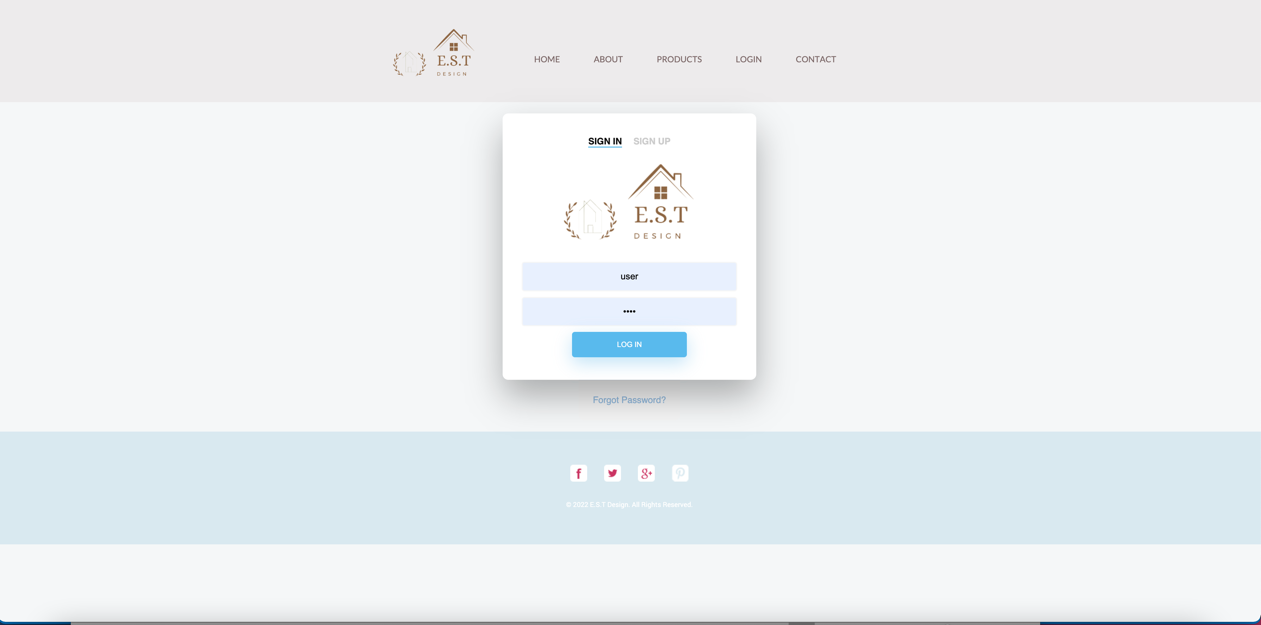 E.S.T
DESIGN
HOME ABOUT PRODUCTS LOGIN CONTACT
SIGN IN SIGN UP
E.S.T
DESIGN
user
••••
LOG IN
Forgot Password?
© 2023 E.S.T Design. All Rights Reserved.